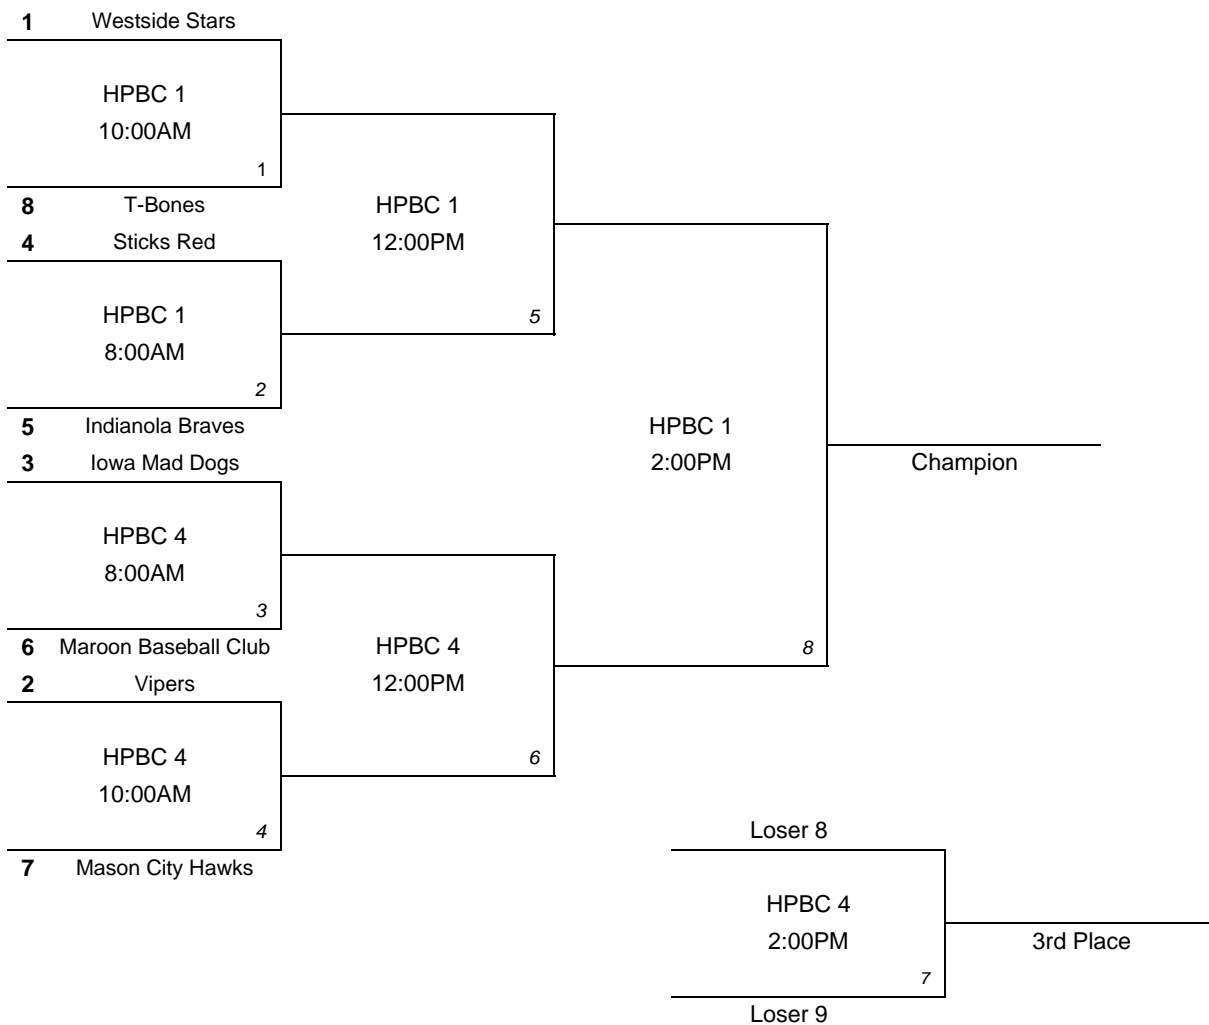 1 Westside Stars
HPBC 1
10:00AM
1
8 T-Bones
4 Sticks Red
HPBC 1
12:00PM
5
HPBC 1
8:00AM
2
5 Indianola Braves
3 Iowa Mad Dogs
HPBC 1
2:00PM
8
Champion
HPBC 4
8:00AM
3
6 Maroon Baseball Club
2 Vipers
HPBC 4
12:00PM
6
HPBC 4
10:00AM
4
7 Mason City Hawks
Loser 8
HPBC 4
2:00PM
7
3rd Place
Loser 9